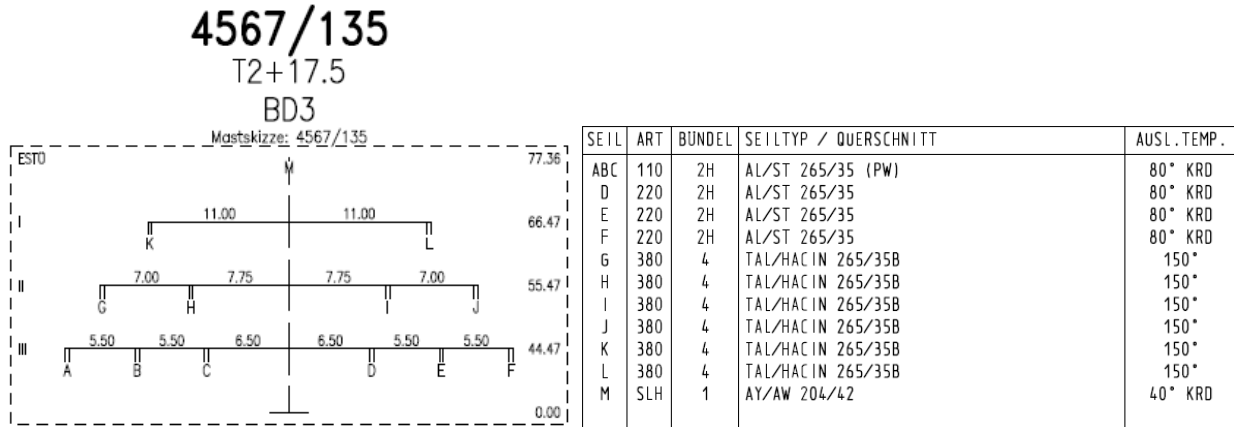 4567/135
T2+17.5
BD3
Mastskizze: 4567/135
ESTÖ 77.36
M
I 11.00 11.00 66.47
K L
II 7.00 7.75 7.75 7.00 55.47
G H I J
III 5.50 5.50 6.50 6.50 5.50 5.50 44.47
A B C D E F
0.00
SEIL ART BÜNDEL SEILTYP / QUERSCHNITT AUSL.TEMP.
ABC 110 2H AL/ST 265/35 (PW) 80° KRD
D 220 2H AL/ST 265/35 80° KRD
E 220 2H AL/ST 265/35 80° KRD
F 220 2H AL/ST 265/35 80° KRD
G 380 4 TAL/HACIN 265/35B 150°
H 380 4 TAL/HACIN 265/35B 150°
I 380 4 TAL/HACIN 265/35B 150°
J 380 4 TAL/HACIN 265/35B 150°
K 380 4 TAL/HACIN 265/35B 150°
L 380 4 TAL/HACIN 265/35B 150°
M SLH 1 AY/AW 204/42 40° KRD